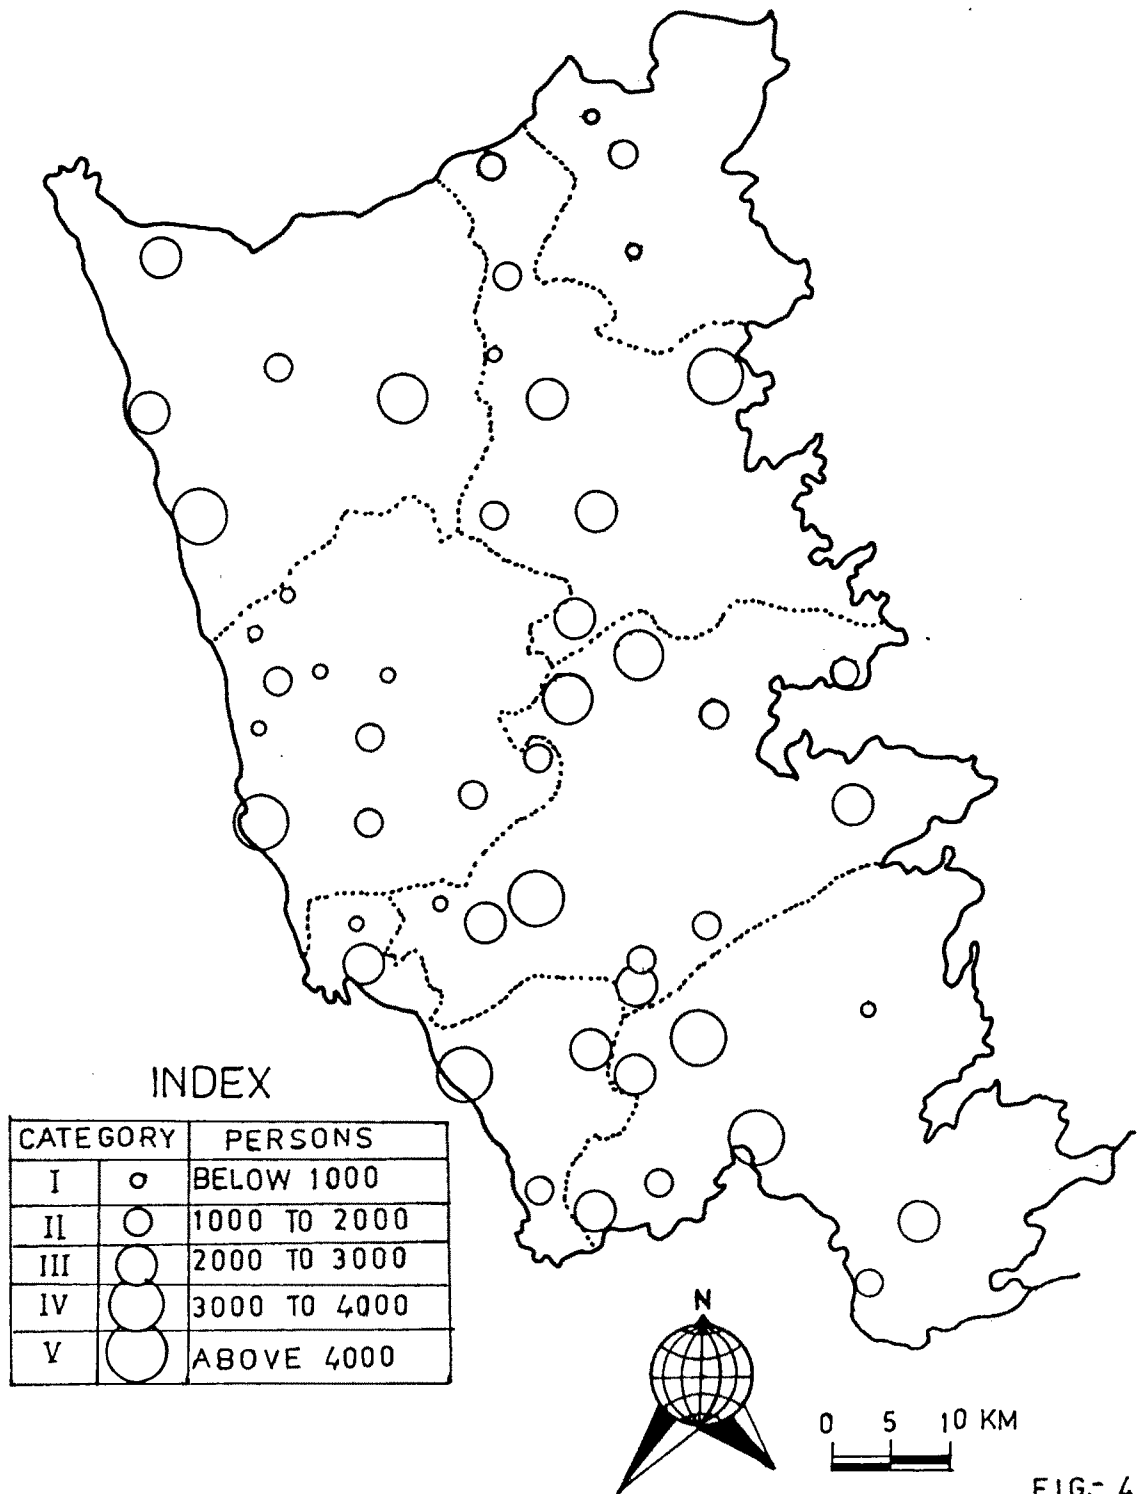 INDEX
CATEGORY PERSONS
I BELOW 1000
II 1000 TO 2000
III 2000 TO 3000
IV 3000 TO 4000
V ABOVE 4000
N
0 5 10 KM
FIG.- 4